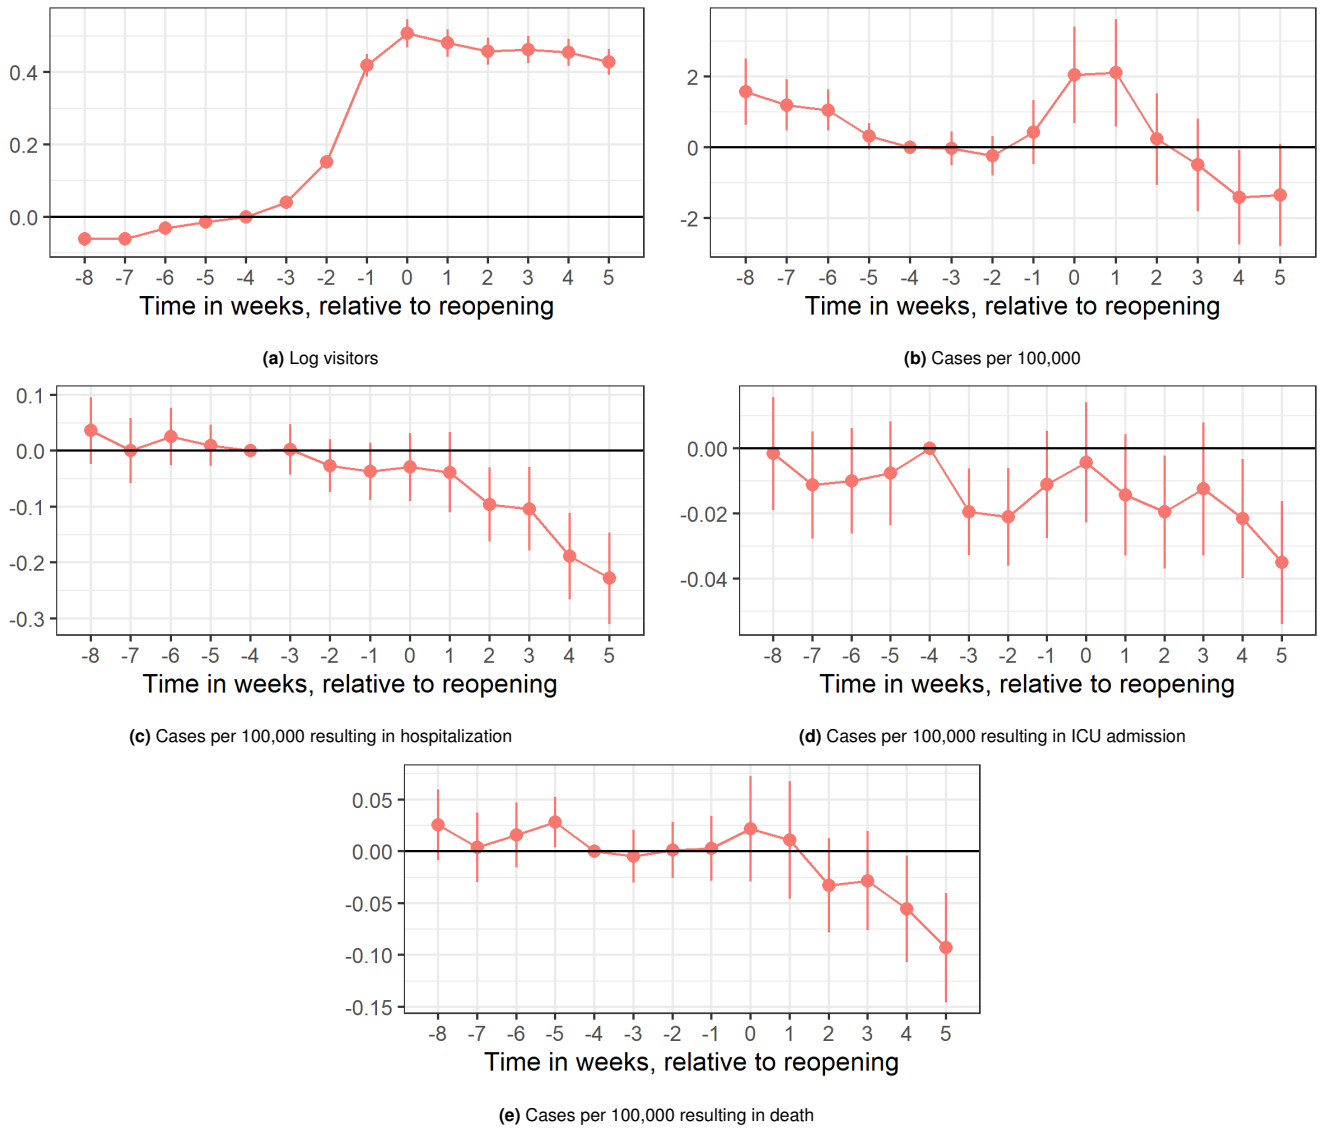 0.4
0.2
0.0
-8 -7 -6 -5 -4 -3 -2 -1 0 1 2 3 4 5
Time in weeks, relative to reopening
(a) Log visitors
2
0
-2
-8 -7 -6 -5 -4 -3 -2 -1 0 1 2 3 4 5
Time in weeks, relative to reopening
(b) Cases per 100,000
0.1
0.0
-0.1
-0.2
-0.3
-8 -7 -6 -5 -4 -3 -2 -1 0 1 2 3 4 5
Time in weeks, relative to reopening
(c) Cases per 100,000 resulting in hospitalization
0.00
-0.02
-0.04
-8 -7 -6 -5 -4 -3 -2 -1 0 1 2 3 4 5
Time in weeks, relative to reopening
(d) Cases per 100,000 resulting in ICU admission
0.05
0.00
-0.05
-0.10
-0.15
-8 -7 -6 -5 -4 -3 -2 -1 0 1 2 3 4 5
Time in weeks, relative to reopening
(e) Cases per 100,000 resulting in death